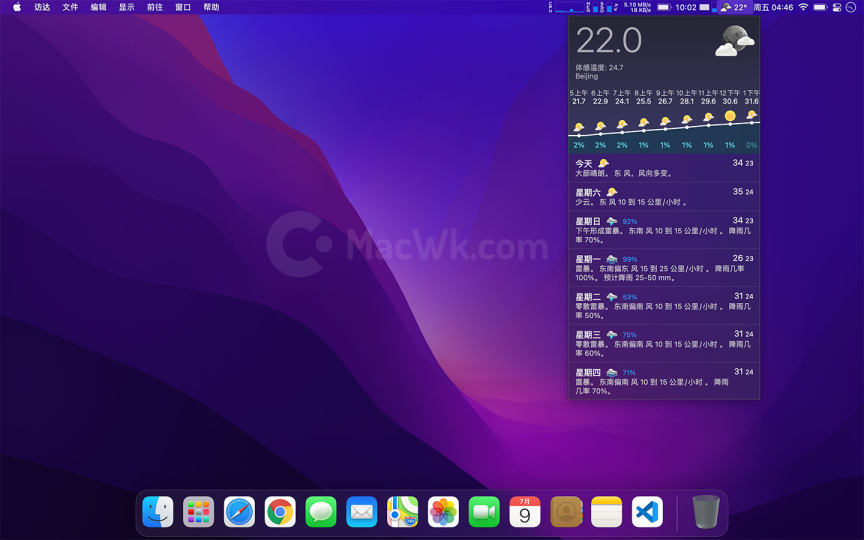 访达 文件 编辑 显示 前往 窗口 帮助
5.10 MB/s
18 KB/s
10:02 22° 周五 04:46
22.0
体感温度: 24.7
Beijing
5上午 6上午 7上午 8上午 9上午 10上午 11上午 12下午 1下午
21.7 22.9 24.1 25.5 26.7 28.1 29.6 30.6 31.6
2% 2% 2% 1% 1% 1% 1% 1% 0%
今天 34 23
大部晴朗。 东 风，风向多变。
星期六 35 24
少云。 东 风 10 到 15 公里/小时 。
星期日 92% 34 23
下午形成雷暴。 东南 风 10 到 15 公里/小时 。 降雨几
率 70%。
星期一 99% 26 23
雷暴。 东南偏东 风 15 到 25 公里/小时 。 降雨几率
100%。 预计降雨 25-50 mm。
星期二 53% 31 24
零散雷暴。 东南偏南 风 10 到 15 公里/小时 。 降雨几
率 50%。
星期三 75% 31 24
零散雷暴。 东南偏南 风 10 到 15 公里/小时 。 降雨几
率 60%。
星期四 71% 31 24
雷暴。 东南偏南 风 10 到 15 公里/小时 。 降雨
几率 70%。
MacWk.com
7月
9